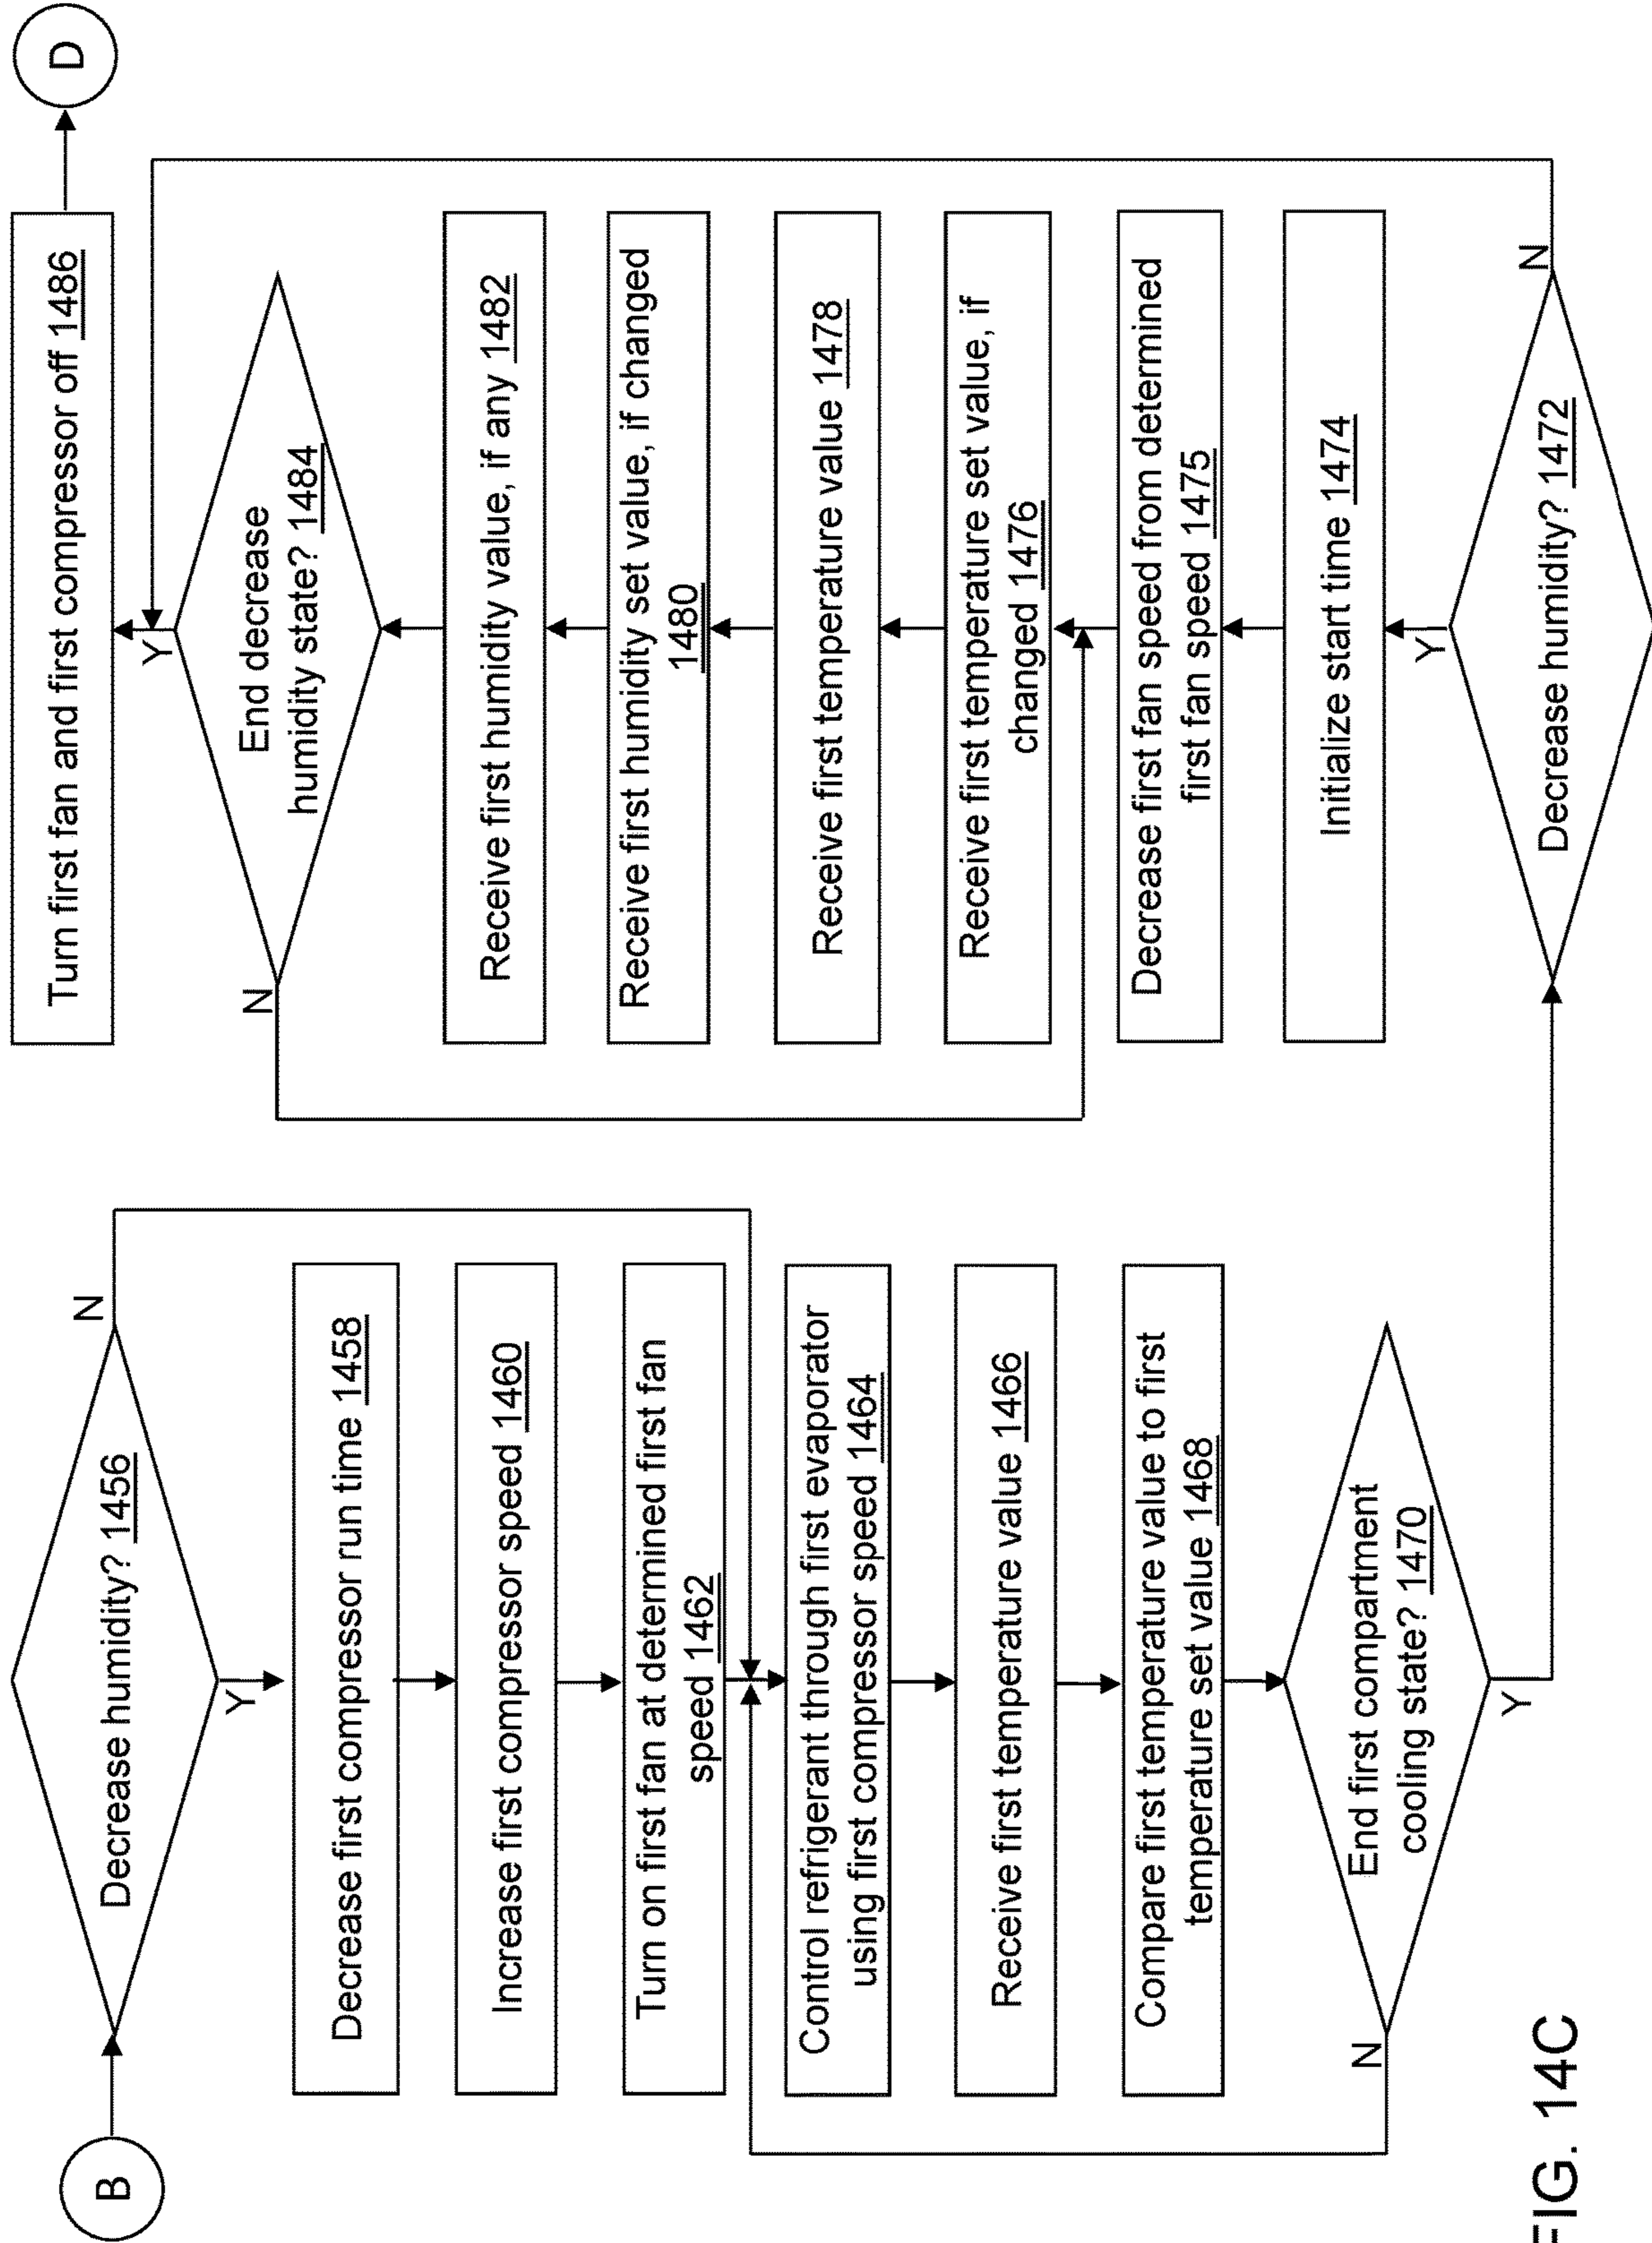 B
Decrease humidity? 1456
N
Y
Decrease first compressor run time 1458
Increase first compressor speed 1460
Turn on first fan at determined first fan
speed 1462
Control refrigerant through first evaporator
using first compressor speed 1464
Receive first temperature value 1466
Compare first temperature value to first
temperature set value 1468
End first compartment
cooling state? 1470
N
Y
Decrease humidity? 1472
N
Y
Initialize start time 1474
Decrease first fan speed from determined
first fan speed 1475
Receive first temperature set value, if
changed 1476
Receive first temperature value 1478
Receive first humidity set value, if changed
1480
Receive first humidity value, if any 1482
End decrease
humidity state? 1484
N
Y
Turn first fan and first compressor off 1486
D
FIG. 14C